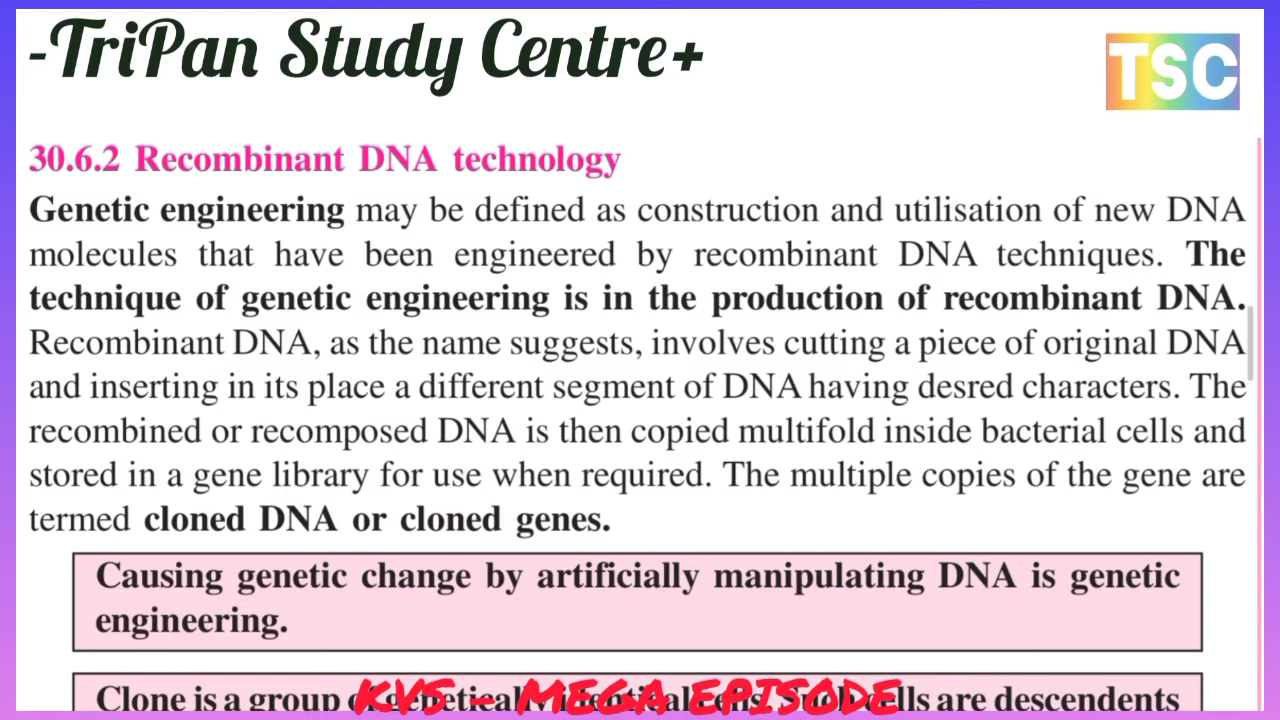 -TriPan Study Centre+
TSC
30.6.2 Recombinant DNA technology
Genetic engineering may be defined as construction and utilisation of new DNA
molecules that have been engineered by recombinant DNA techniques. The
technique of genetic engineering is in the production of recombinant DNA.
Recombinant DNA, as the name suggests, involves cutting a piece of original DNA
and inserting in its place a different segment of DNA having desred characters. The
recombined or recomposed DNA is then copied multifold inside bacterial cells and
stored in a gene library for use when required. The multiple copies of the gene are
termed cloned DNA or cloned genes.
Causing genetic change by artificially manipulating DNA is genetic
engineering.
Clone is a group genetically identical cells are descendents
KVS - MEGA EPISODE